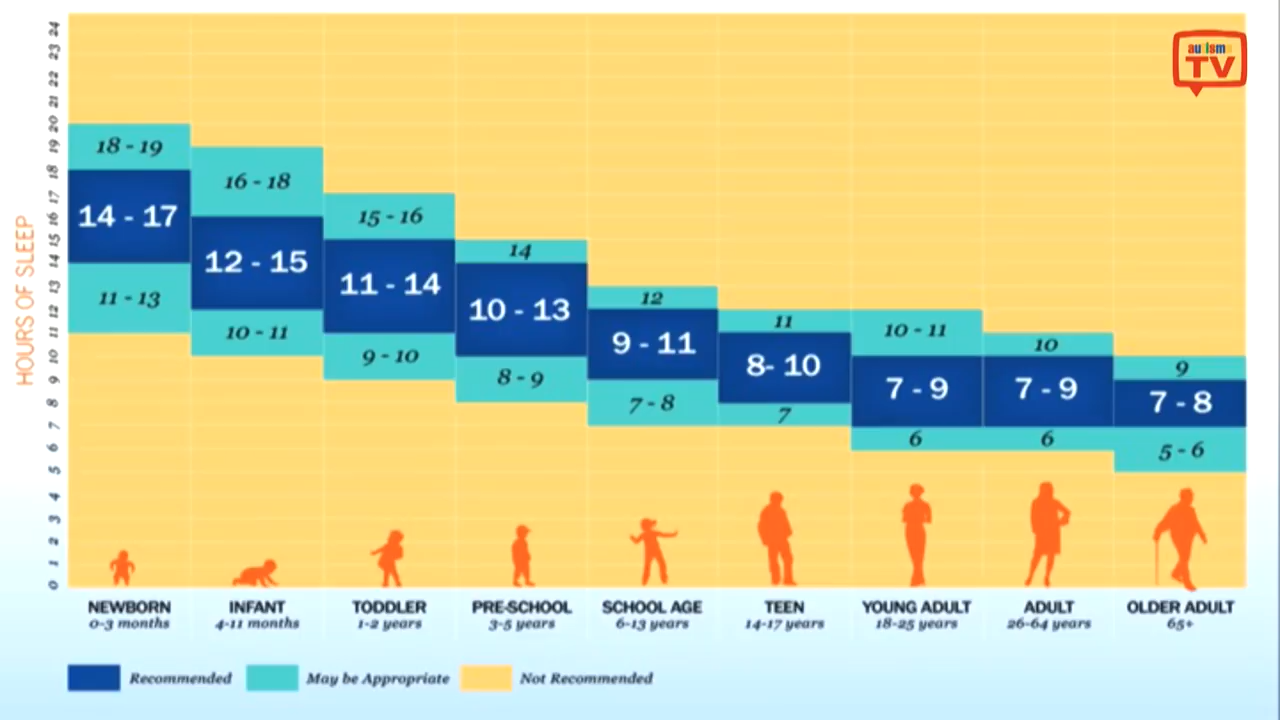 autism
TV
HOURS OF SLEEP
24
23
22
21
20
19
18
17
16
15
14
13
12
11
10
9
8
7
6
5
4
3
2
1
0
18 - 19
14 - 17
11 - 13
16 - 18
12 - 15
10 - 11
15 - 16
11 - 14
9 - 10
14
10 - 13
8 - 9
12
9 - 11
7 - 8
11
8- 10
7
10 - 11
7 - 9
6
10
7 - 9
6
9
7 - 8
5 - 6
NEWBORN
0-3 months
INFANT
4-11 months
TODDLER
1-2 years
PRE-SCHOOL
3-5 years
SCHOOL AGE
6-13 years
TEEN
14-17 years
YOUNG ADULT
18-25 years
ADULT
26-64 years
OLDER ADULT
65+
Recommended
May be Appropriate
Not Recommended